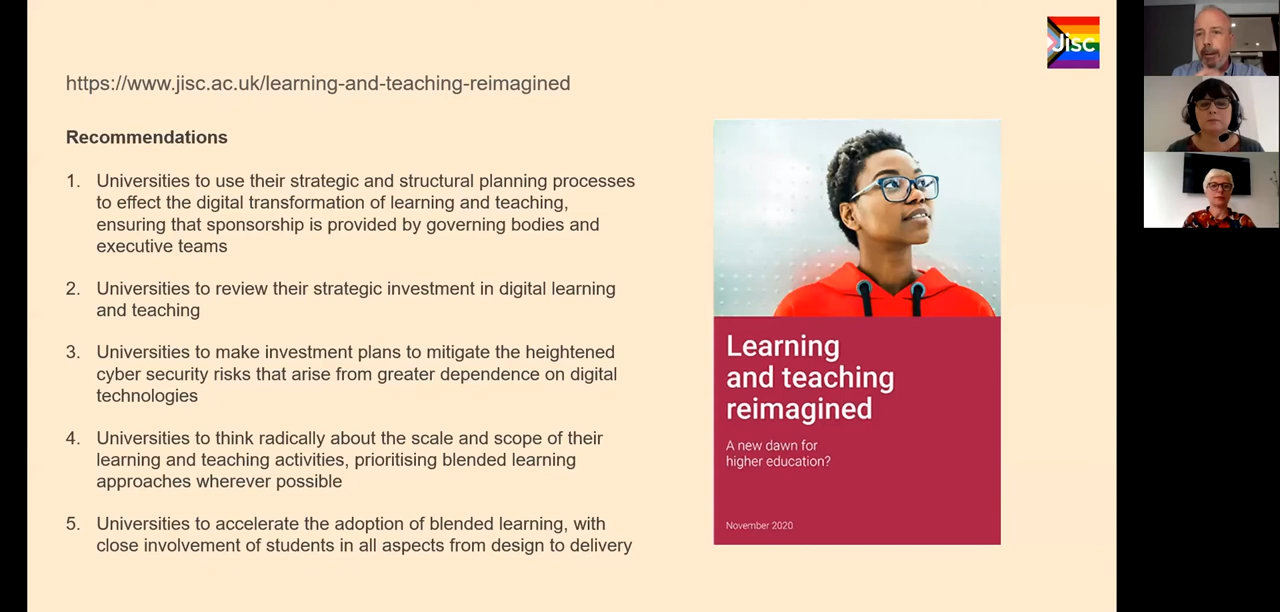 Jisc
https://www.jisc.ac.uk/learning-and-teaching-reimagined
Recommendations
1. Universities to use their strategic and structural planning processes
to effect the digital transformation of learning and teaching,
ensuring that sponsorship is provided by governing bodies and
executive teams
2. Universities to review their strategic investment in digital learning
and teaching
3. Universities to make investment plans to mitigate the heightened
cyber security risks that arise from greater dependence on digital
technologies
4. Universities to think radically about the scale and scope of their
learning and teaching activities, prioritising blended learning
approaches wherever possible
5. Universities to accelerate the adoption of blended learning, with
close involvement of students in all aspects from design to delivery
Learning
and teaching
reimagined
A new dawn for
higher education?
November 2020